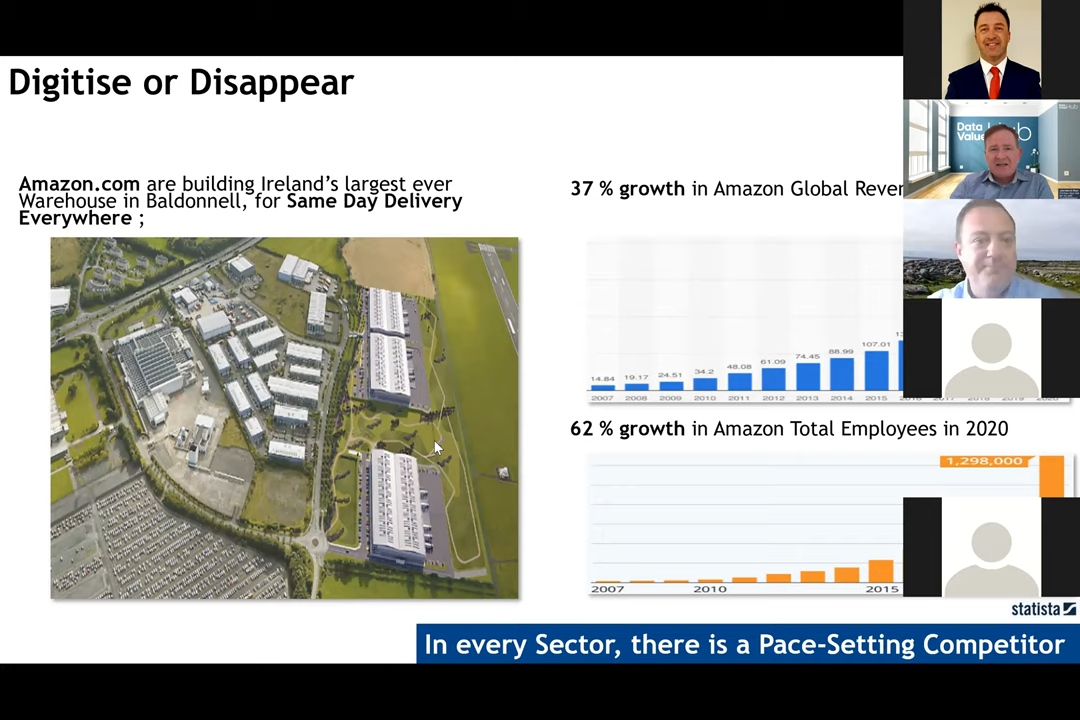 Digitise or Disappear
Amazon.com are building Ireland's largest ever
Warehouse in Baldonnell, for Same Day Delivery
Everywhere ;
37 % growth in Amazon Global
14.84 19.17 24.51 34.2 48.08 61.09 74.45 88.99 107.01
2007 2008 2009 2010 2011 2012 2013 2014 2015
62 % growth in Amazon Total Employees in 2020
1,298,000
2007 2010 2015
statista
In every Sector, there is a Pace-Setting Competitor
Data
Value Hub